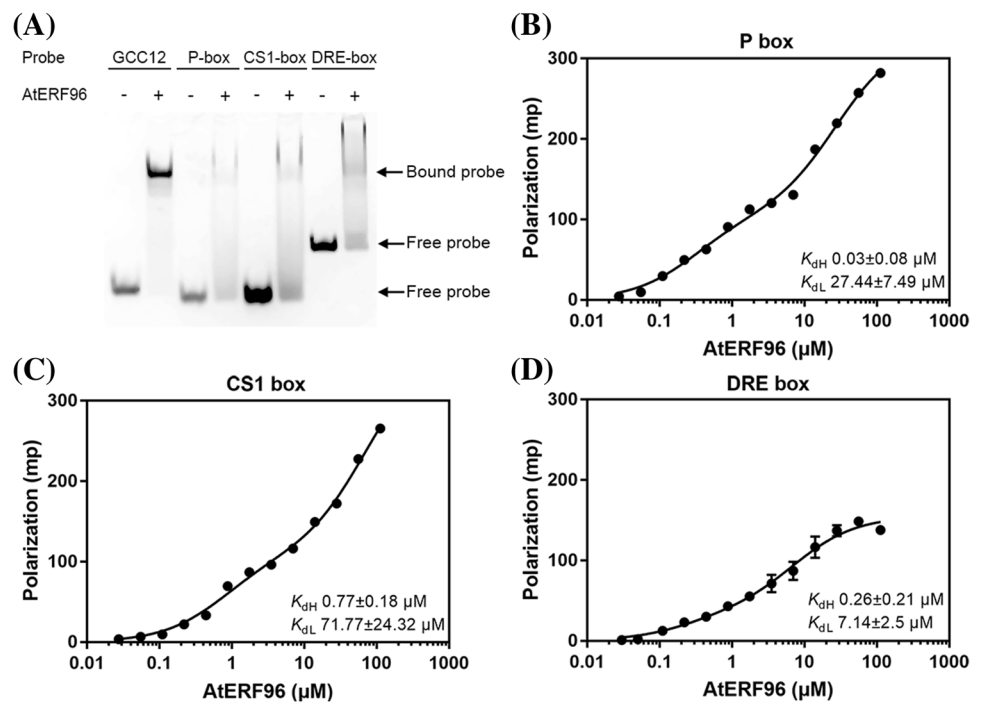 (A)
Probe GCC12 P-box CS1-box DRE-box
AtERF96 - + - + - + - +
Bound probe
Free probe
Free probe
(B)
P box
Polarization (mp)
300
200
100
0
KdH 0.03±0.08 µM
KdL 27.44±7.49 µM
0.01 0.1 1 10 100 1000
AtERF96 (µM)
(C)
CS1 box
Polarization (mp)
300
200
100
0
KdH 0.77±0.18 µM
KdL 71.77±24.32 µM
0.01 0.1 1 10 100 1000
AtERF96 (µM)
(D)
DRE box
Polarization (mp)
300
200
100
0
KdH 0.26±0.21 µM
KdL 7.14±2.5 µM
0.01 0.1 1 10 100 1000
AtERF96 (µM)